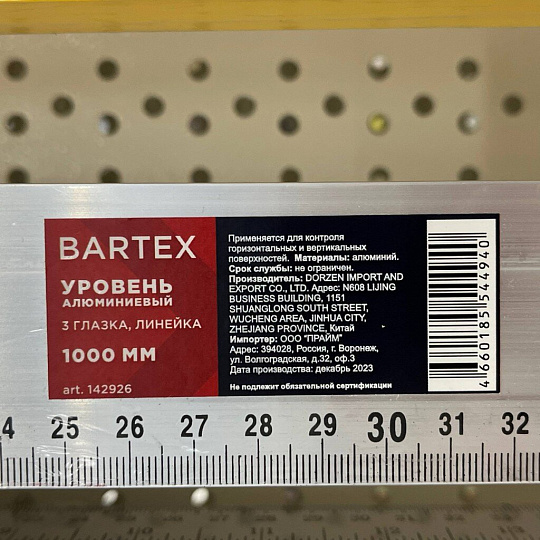 BARTEX
УРОВЕНЬ
АЛЮМИНИЕВЫЙ
3 ГЛАЗКА, ЛИНЕЙКА
1000 ММ
art. 142926
Применяется для контроля
горизонтальных и вертикальных
поверхностей. Материалы: алюминий.
Срок службы: не ограничен.
Производитель: DORZEN IMPORT AND
EXPORT CO., LTD. Адрес: N608 LIJING
BUSINESS BUILDING, 1151
SHUANGLONG SOUTH STREET,
WUCHENG AREA, JINHUA CITY,
ZHEJIANG PROVINCE, Китай
Импортер: ООО "ПРАЙМ"
Адрес: 394028, Россия, г. Воронеж,
ул. Волгоградская, д.32, оф.3
Дата производства: декабрь 2023
Не подлежит обязательной сертификации
4660185544940
25 26 27 28 29 30 31 32